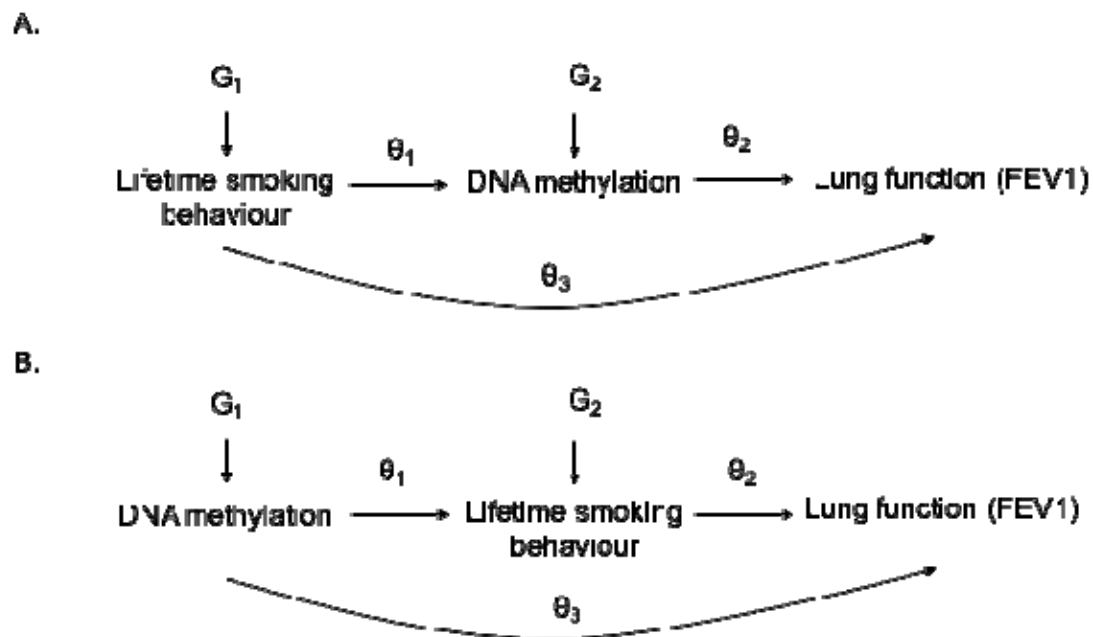 A.
G₁ G₂
θ₁ θ₂
Lifetime smoking DNA methylation Lung function (FEV1)
behaviour
θ₃
B.
G₁ G₂
θ₁ θ₂
DNA methylation Lifetime smoking Lung function (FEV1)
behaviour
θ₃